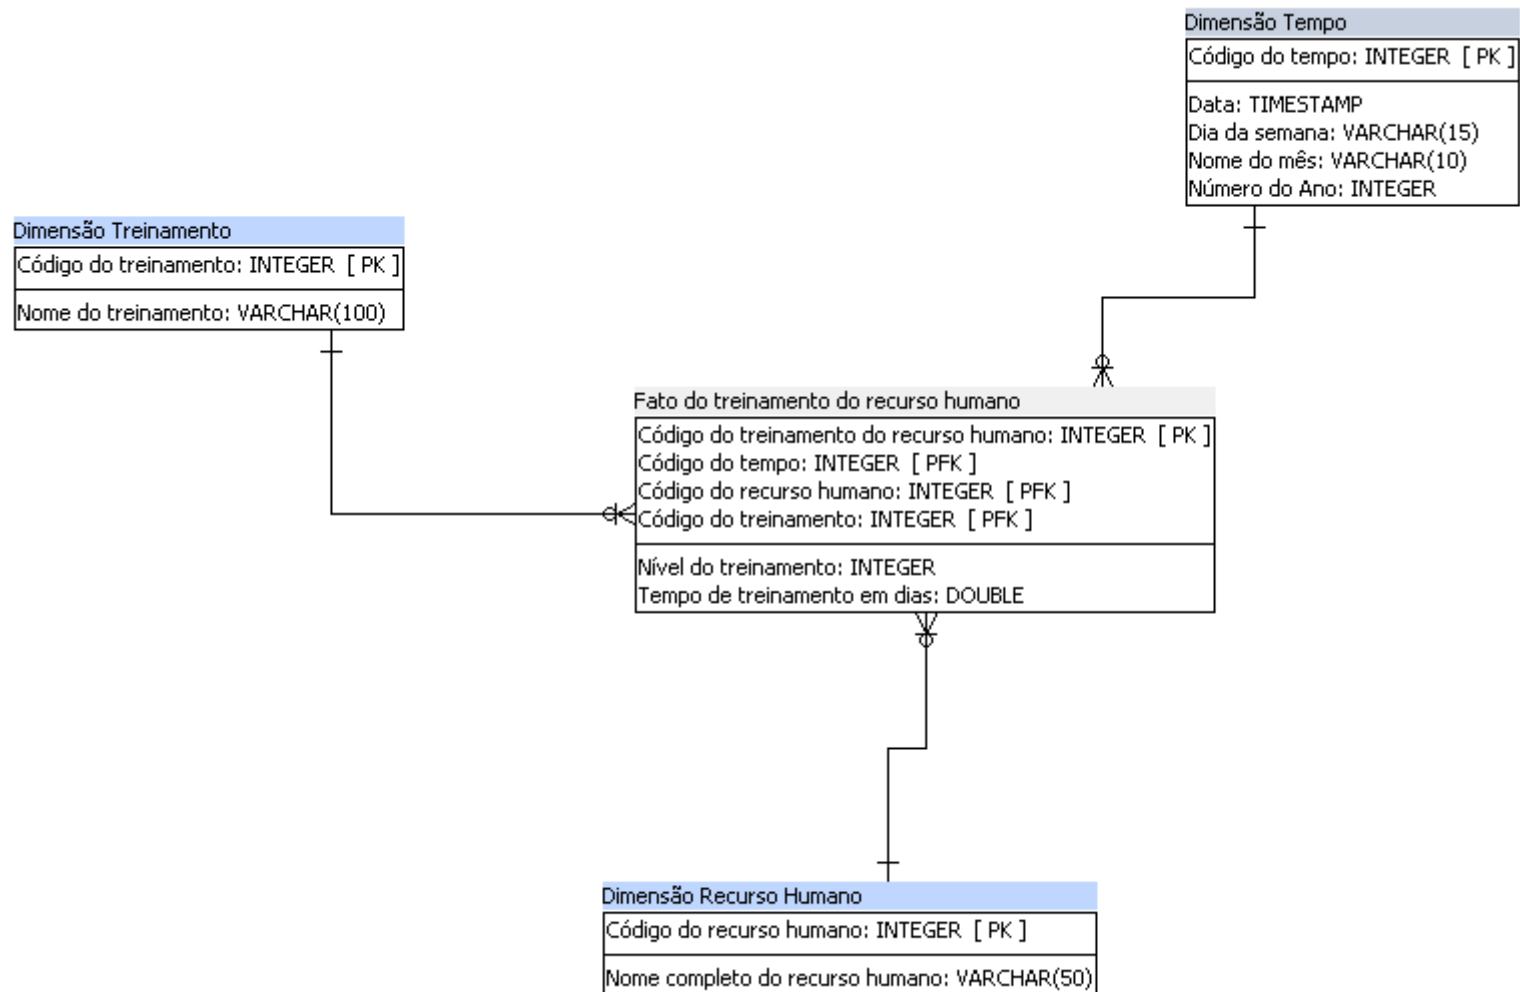 Dimensão Tempo
Código do tempo: INTEGER [ PK ]
Data: TIMESTAMP
Dia da semana: VARCHAR(15)
Nome do mês: VARCHAR(10)
Número do Ano: INTEGER
Dimensão Treinamento
Código do treinamento: INTEGER [ PK ]
Nome do treinamento: VARCHAR(100)
Fato do treinamento do recurso humano
Código do treinamento do recurso humano: INTEGER [ PK ]
Código do tempo: INTEGER [ PFK ]
Código do recurso humano: INTEGER [ PFK ]
Código do treinamento: INTEGER [ PFK ]
Nível do treinamento: INTEGER
Tempo de treinamento em dias: DOUBLE
Dimensão Recurso Humano
Código do recurso humano: INTEGER [ PK ]
Nome completo do recurso humano: VARCHAR(50)